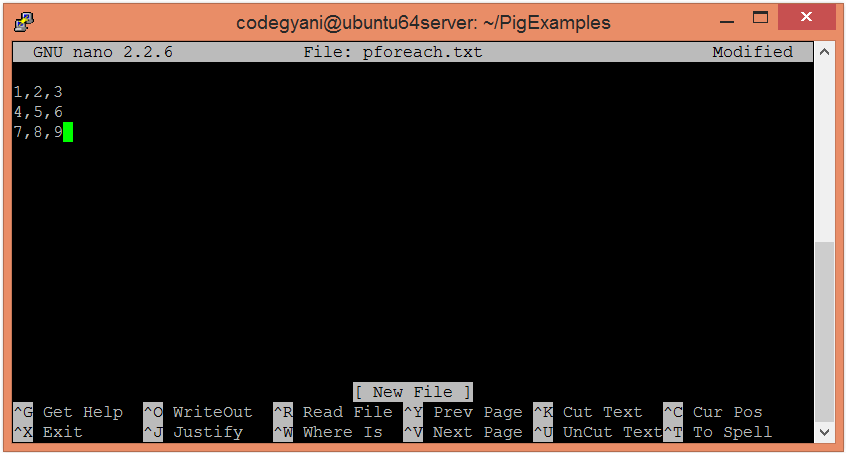 codegyani@ubuntu64server: ~/PigExamples
GNU nano 2.2.6 File: pforeach.txt Modified
1,2,3
4,5,6
7,8,9
[ New File ]
^G Get Help ^O WriteOut ^R Read File ^Y Prev Page ^K Cut Text ^C Cur Pos
^X Exit ^J Justify ^W Where Is ^V Next Page ^U UnCut Text ^T To Spell